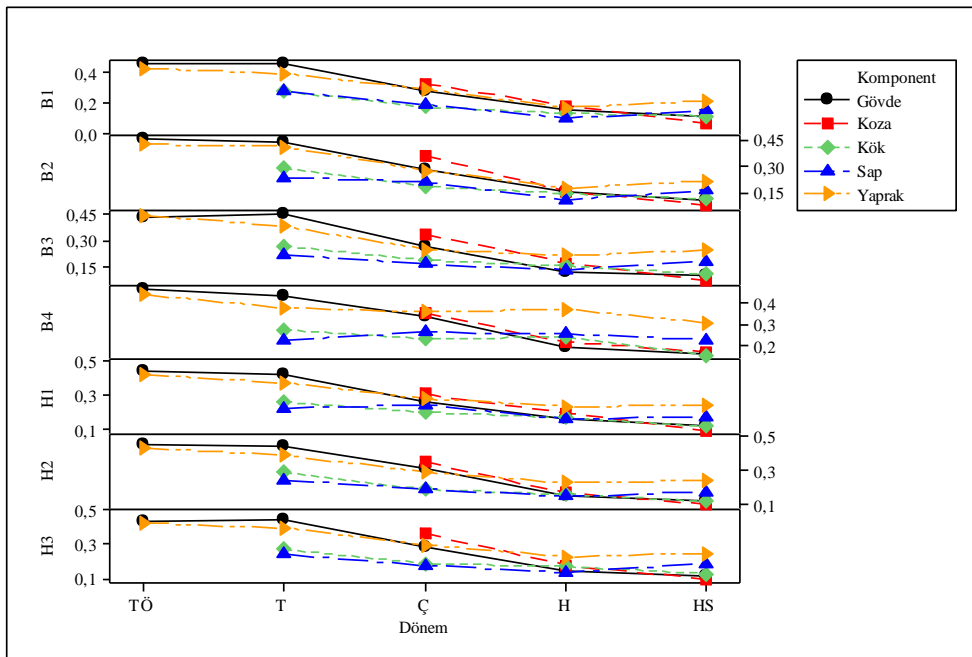 B1
0,4
0,2
0,0
B2
0,45
0,30
0,15
B3
0,45
0,30
0,15
B4
0,4
0,3
0,2
H1
0,5
0,3
0,1
H2
0,5
0,3
0,1
H3
0,5
0,3
0,1
TÖ T Ç H HS
Dönem
Komponent
Gövde
Koza
Kök
Sap
Yaprak